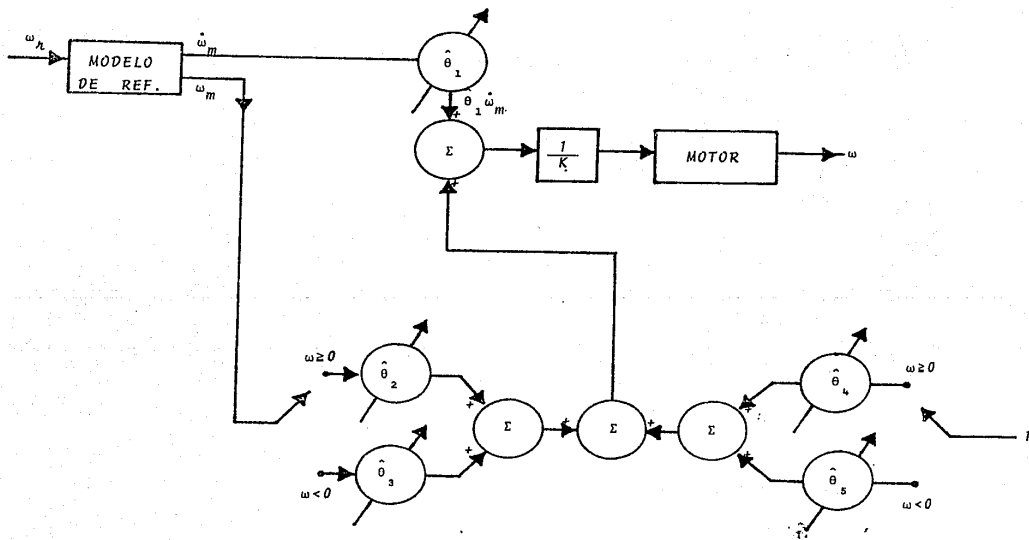 ω_r
MODELO
DE REF.
ω̇_m
ω_m
θ̂_1
θ̂_1 ω̇_m
+
Σ
+
1
K
MOTOR
ω
ω≥0
θ̂_2
+
Σ
+
Σ
+
Σ
+
θ̂_4
ω≥0
1
+
θ̂_3
ω<0
+
θ̂_5
ω<0